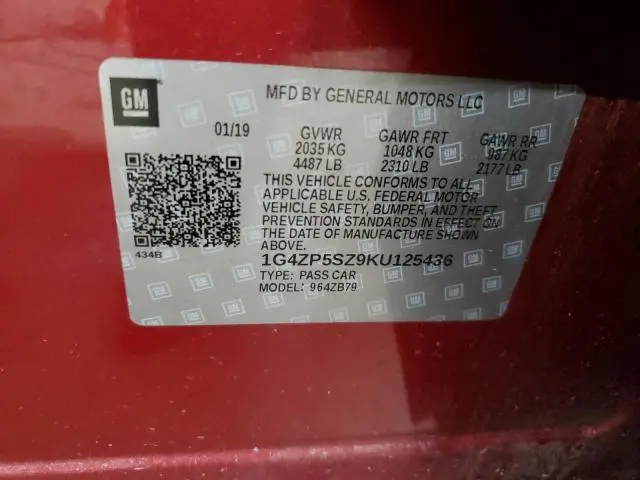 GM
MFD BY GENERAL MOTORS LLC
01/19 GVWR GAWR FRT GAWR RR
2035 KG 1048 KG 987 KG
4487 LB 2310 LB 2177 LB
THIS VEHICLE CONFORMS TO ALL
APPLICABLE U.S. FEDERAL MOTOR
VEHICLE SAFETY, BUMPER, AND THEFT
PREVENTION STANDARDS IN EFFECT ON
THE DATE OF MANUFACTURE SHOWN
ABOVE.
434B
1G4ZP5SZ9KU125436
TYPE: PASS CAR
MODEL: 964ZB79